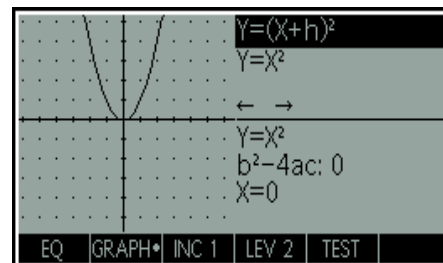 Y=(X+h)²
Y=X²
← →
Y=X²
b²-4ac: 0
X=0
EQ GRAPH• INC 1 LEV 2 TEST